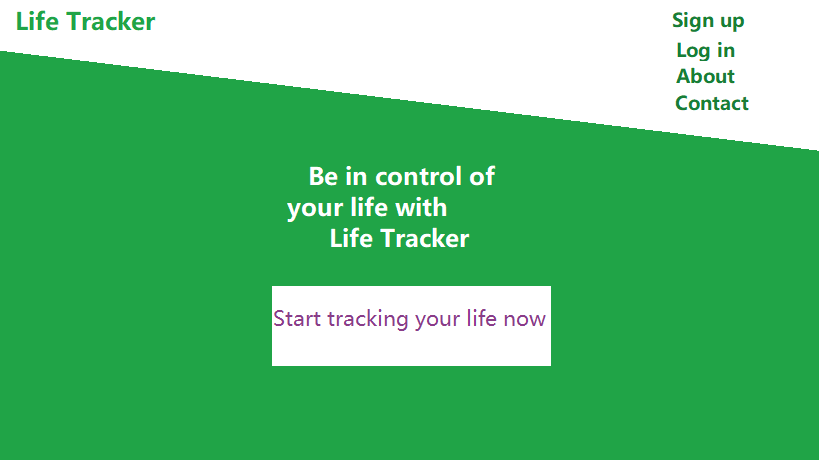 Life Tracker
Sign up
Log in
About
Contact
Be in control of
your life with
Life Tracker
Start tracking your life now